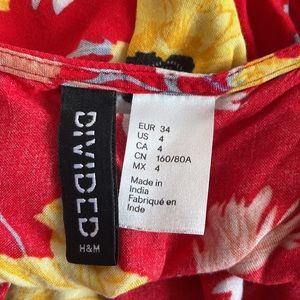 DIVIDED
H&M
EUR 34
US 4
CA 4
CN 160/80A
MX 4
Made in
India
Fabriqué en
Inde